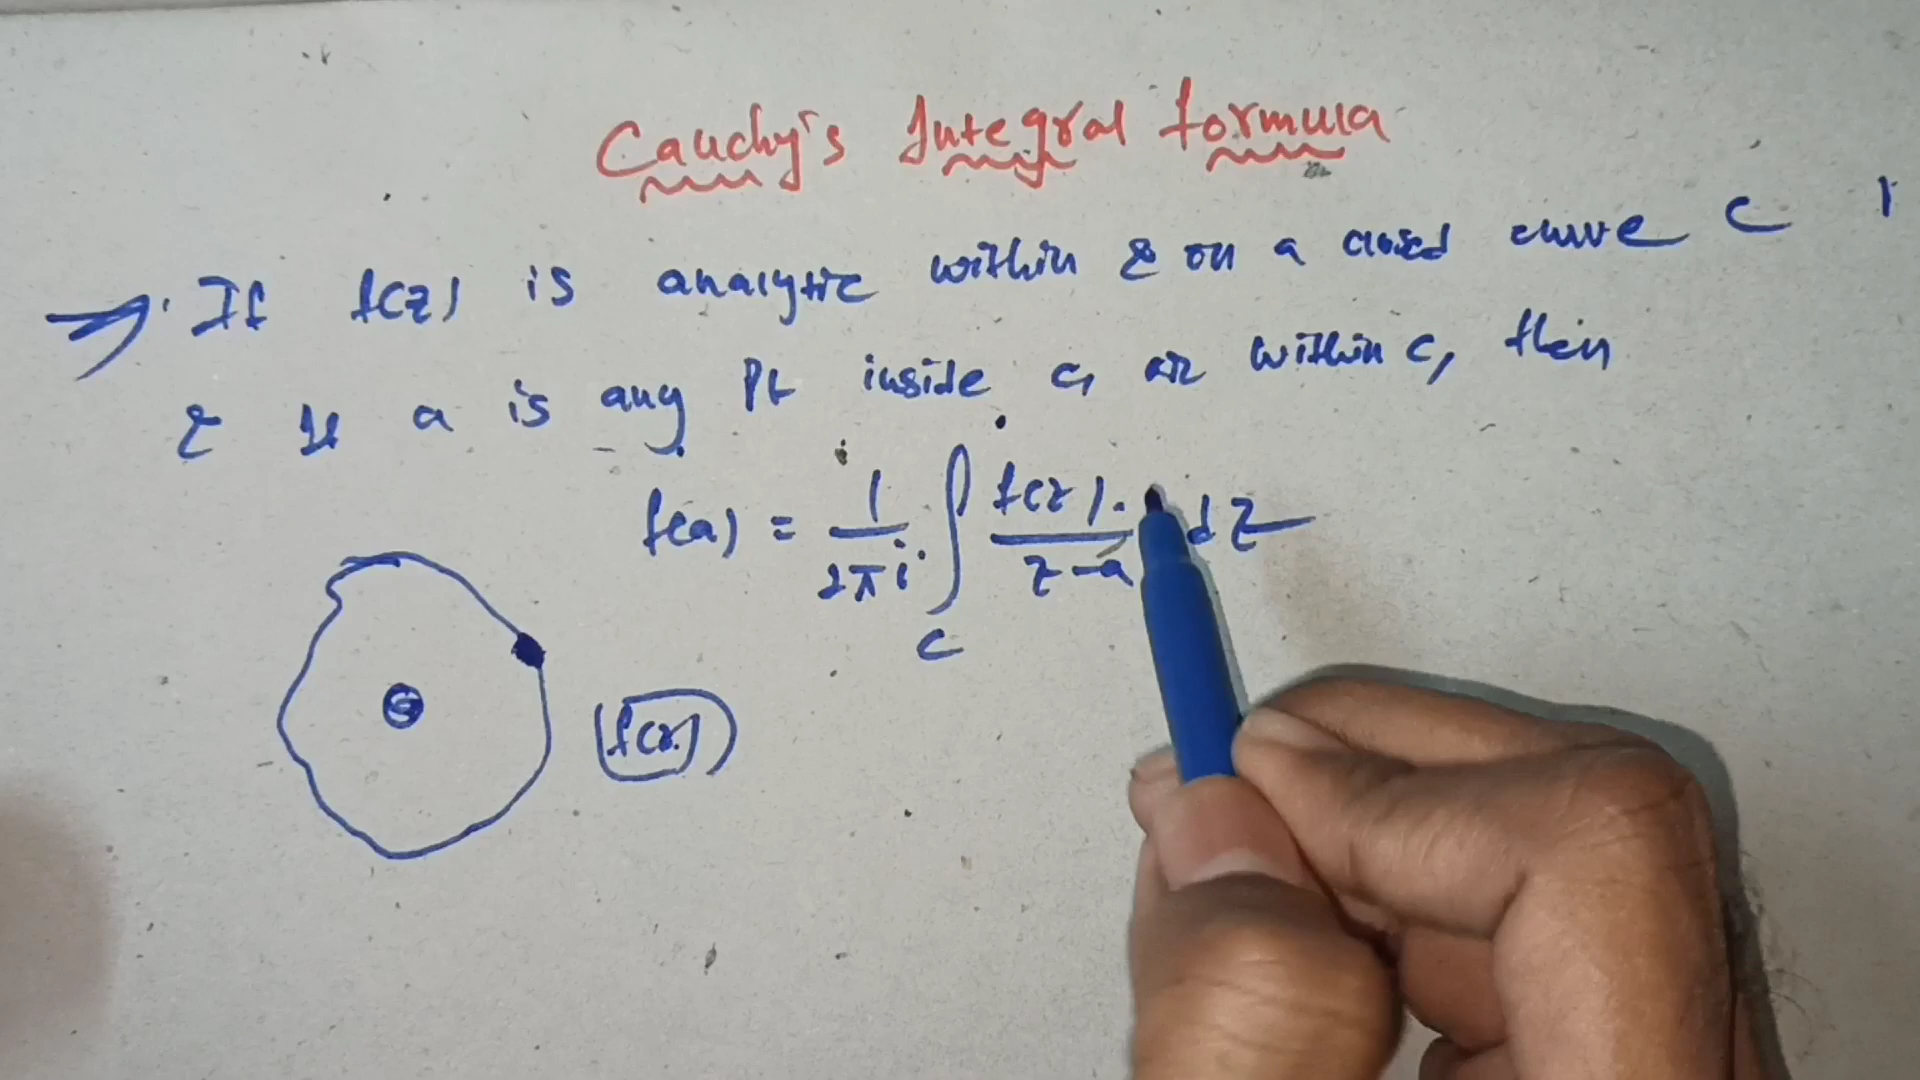 Cauchy's Integral formula
→ If f(z) is analytic within & on a closed curve C
& If a is any Pt inside C, or within C, then
f(a) = 1/2πi ∫C f(z)/z-a dz